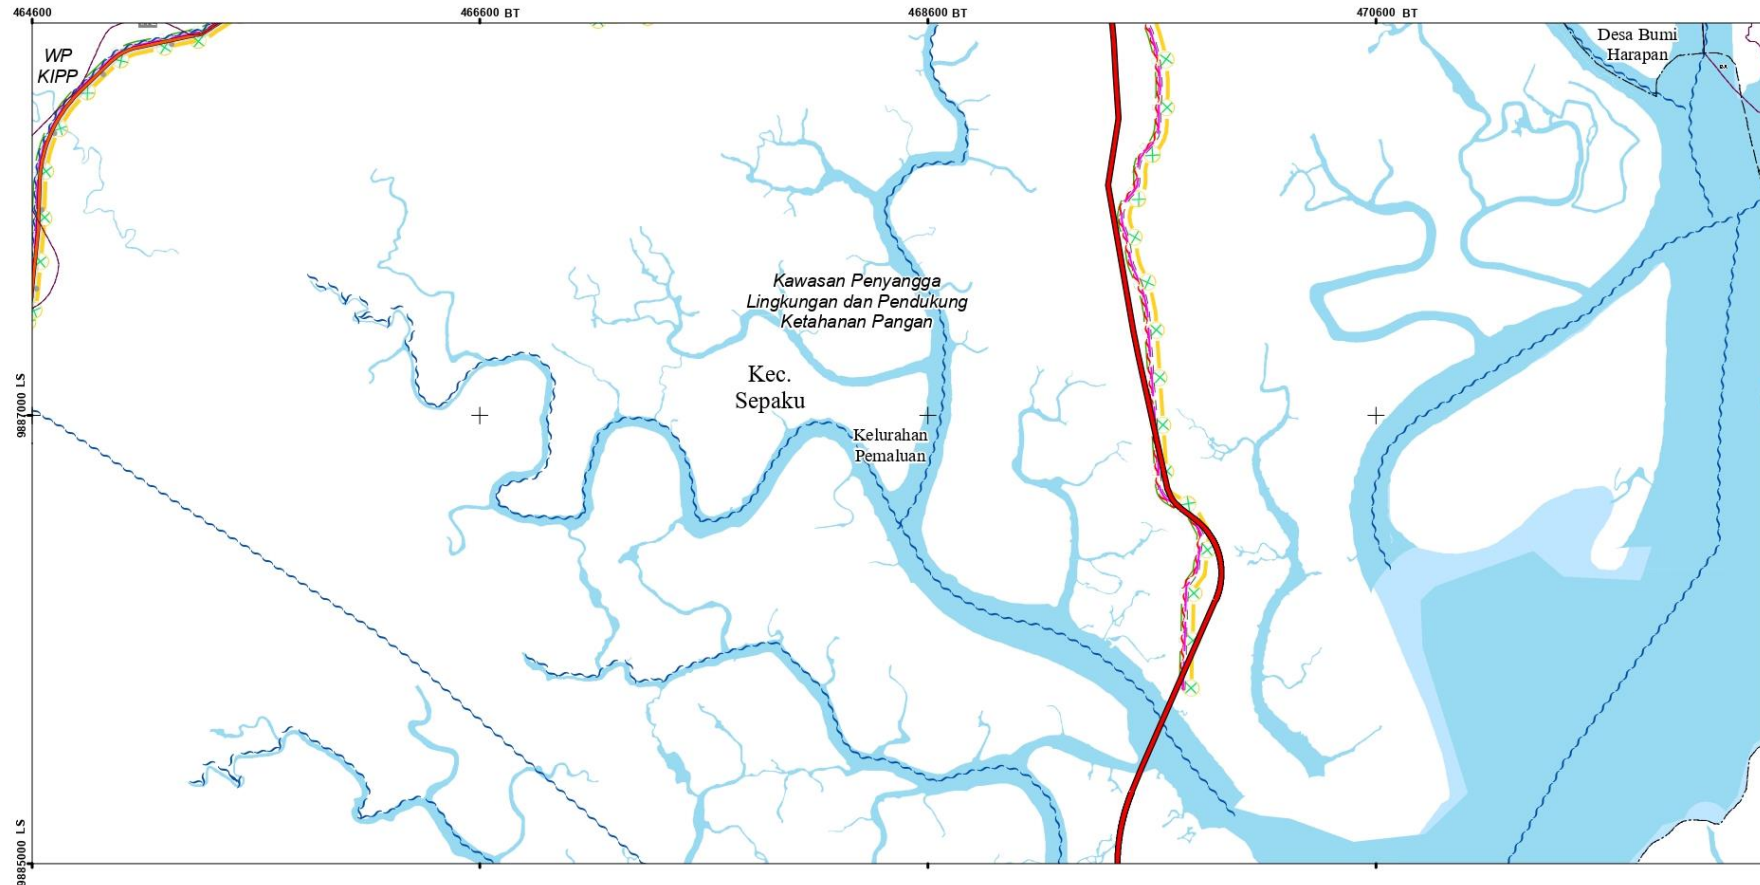 464600
466600 BT
468600 BT
470600 BT
WP
KIPP
Desa Bumi
Harapan
Kawasan Penyangga
Lingkungan dan Pendukung
Ketahanan Pangan
Kec.
Sepaku
Kelurahan
Pemaluan
9887000 LS
9885000 LS